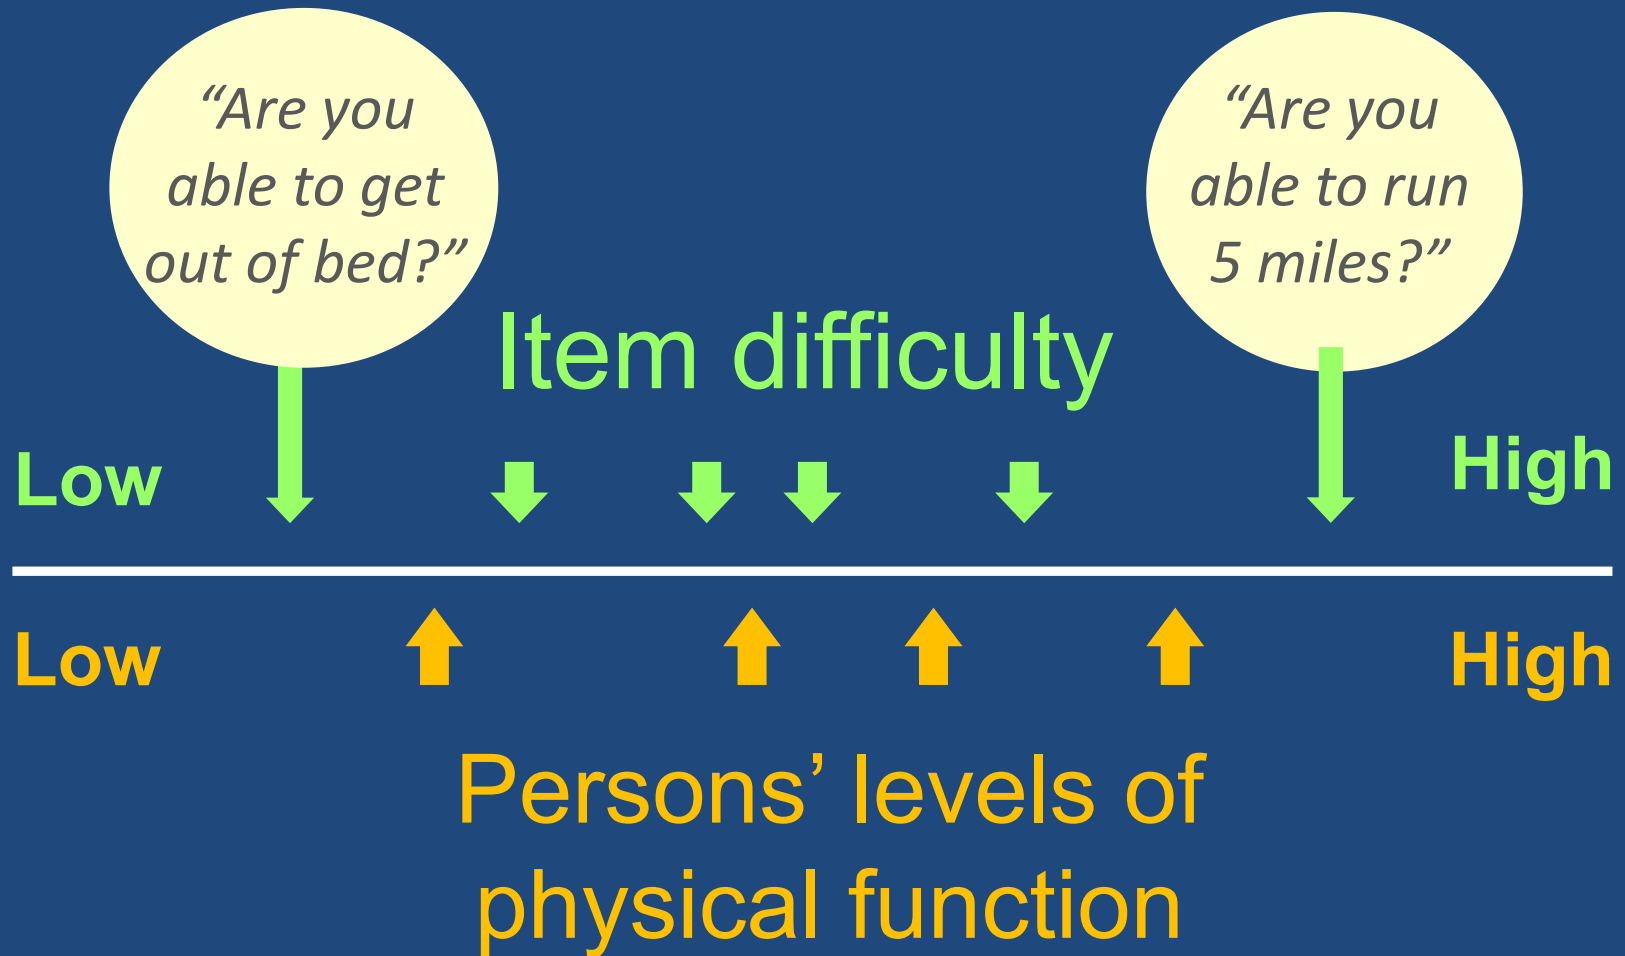 “Are you
able to get
out of bed?”
“Are you
able to run
5 miles?”
Item difficulty
Low
High
Low
High
Persons’ levels of
physical function